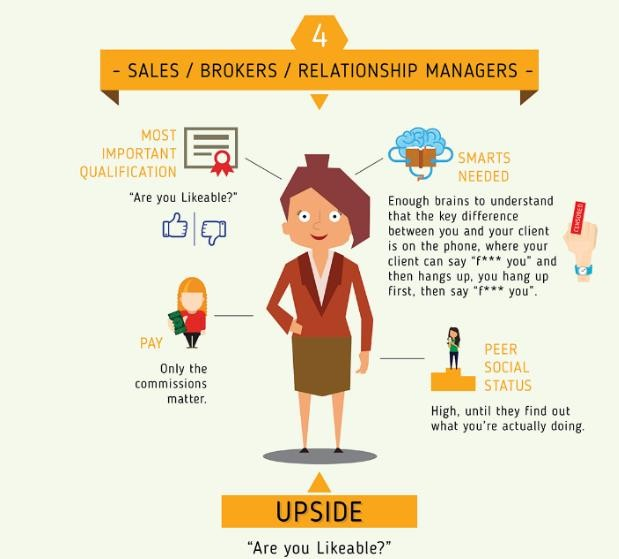 4
- SALES / BROKERS / RELATIONSHIP MANAGERS -
MOST
IMPORTANT
QUALIFICATION
"Are you Likeable?"
SMARTS
NEEDED
Enough brains to understand
that the key difference
between you and your client
is on the phone, where your
client can say "f*** you" and
then hangs up, you hang up
first, then say "f*** you".
CENSORED
PAY
Only the
commissions
matter.
PEER
SOCIAL
STATUS
High, until they find out
what you're actually doing.
UPSIDE
"Are you Likeable?"